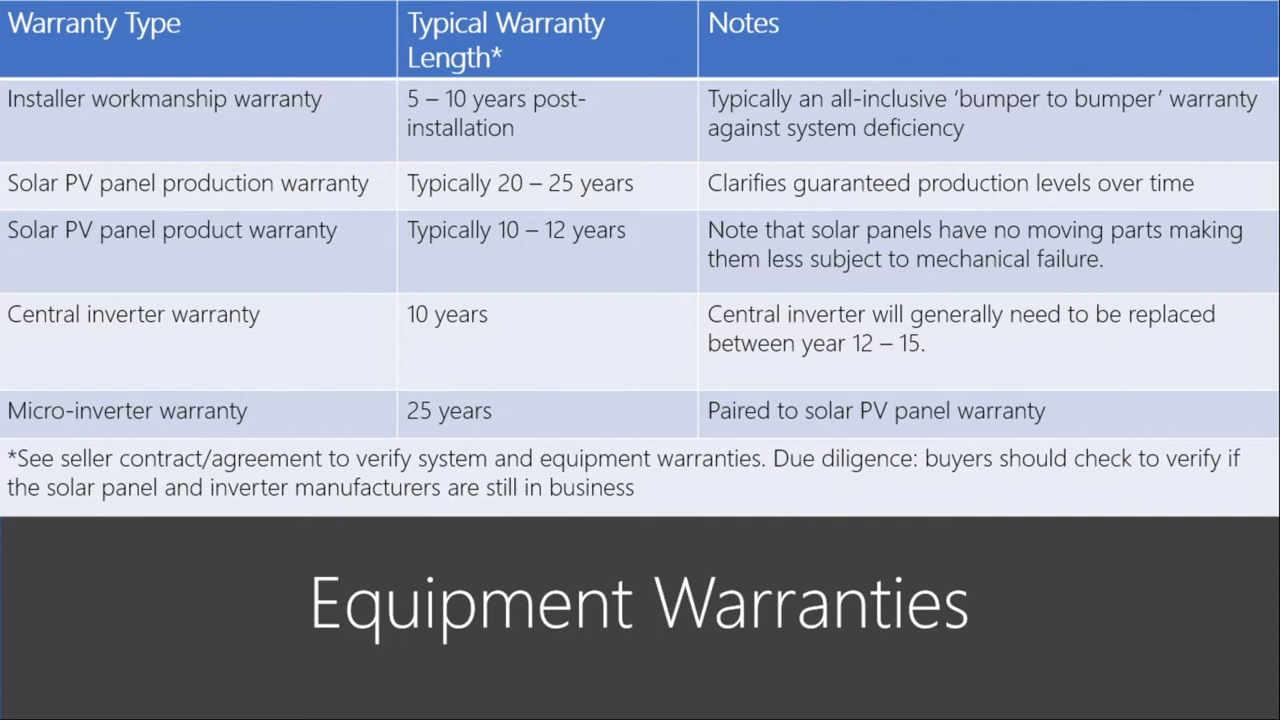 Warranty Type
Typical Warranty
Length*
Notes
Installer workmanship warranty
5 – 10 years post-
installation
Typically an all-inclusive ‘bumper to bumper’ warranty
against system deficiency
Solar PV panel production warranty
Typically 20 – 25 years
Clarifies guaranteed production levels over time
Solar PV panel product warranty
Typically 10 – 12 years
Note that solar panels have no moving parts making
them less subject to mechanical failure.
Central inverter warranty
10 years
Central inverter will generally need to be replaced
between year 12 – 15.
Micro-inverter warranty
25 years
Paired to solar PV panel warranty
*See seller contract/agreement to verify system and equipment warranties. Due diligence: buyers should check to verify if
the solar panel and inverter manufacturers are still in business
Equipment Warranties